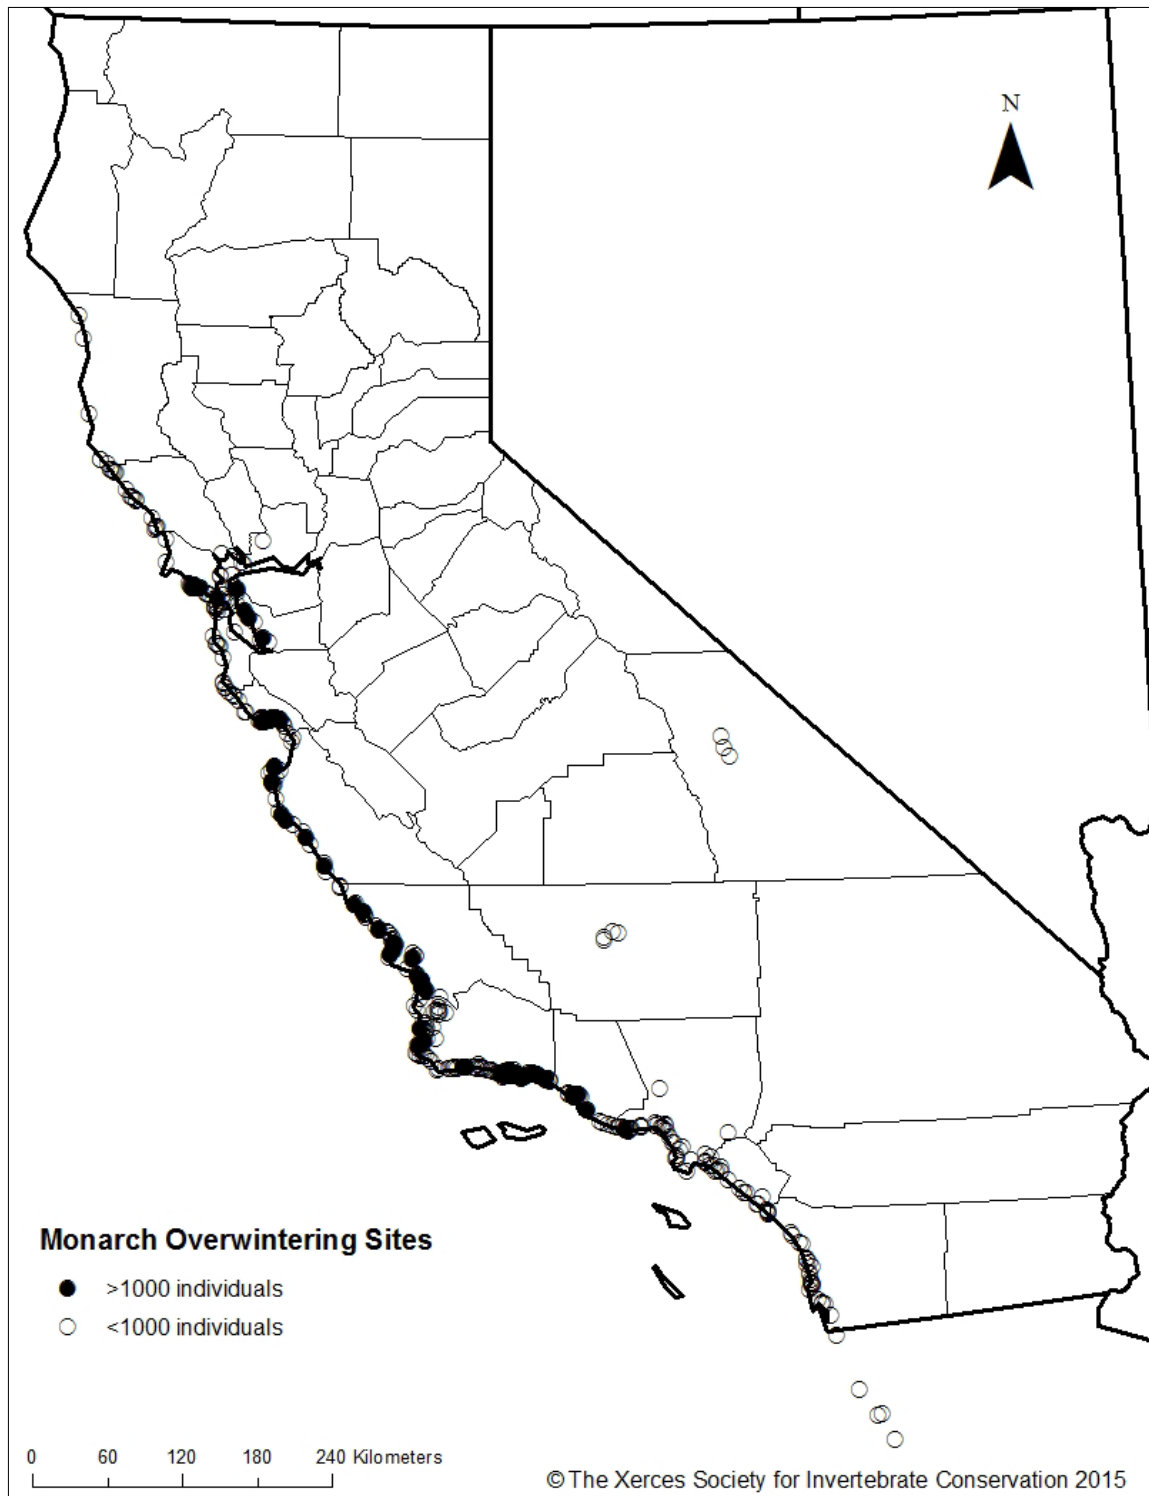 N
Monarch Overwintering Sites
>1000 individuals
<1000 individuals
0 60 120 180 240 Kilometers
© The Xerces Society for Invertebrate Conservation 2015